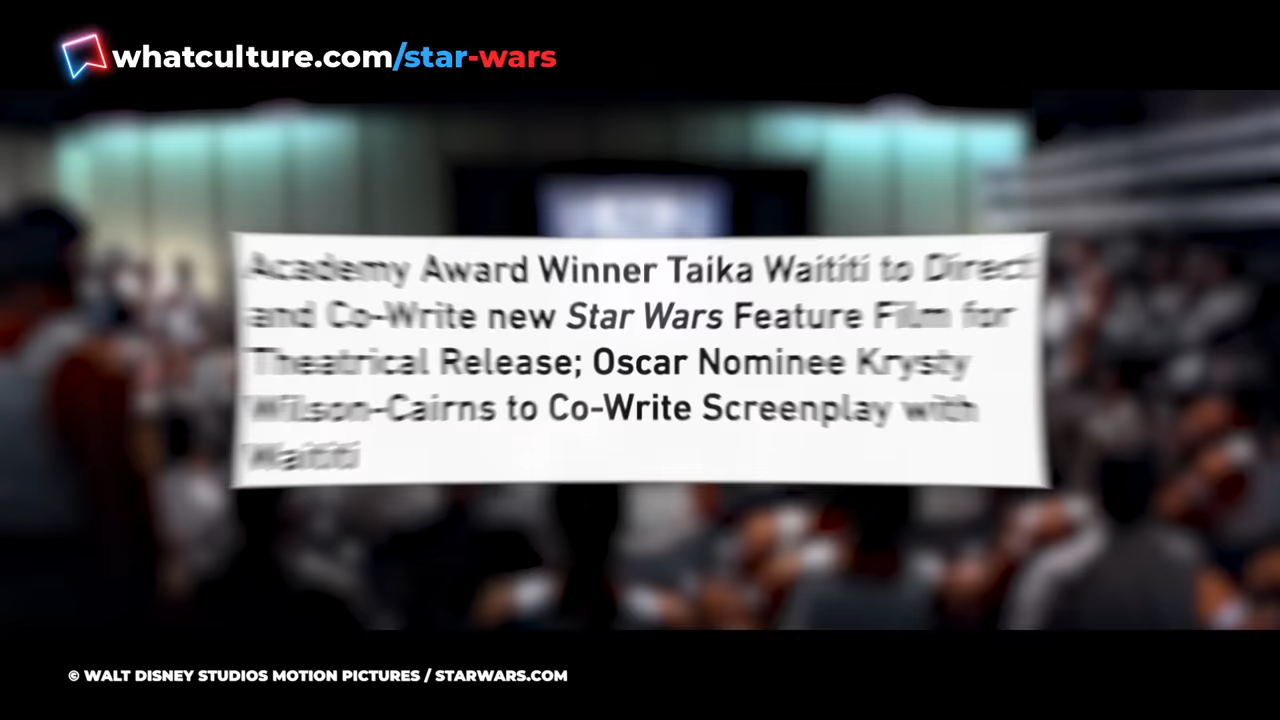 whatculture.com/star-wars
Academy Award Winner Taika Waititi to Direct
and Co-Write new Star Wars Feature Film for
Theatrical Release; Oscar Nominee Krysty
Wilson-Cairns to Co-Write Screenplay with
Waititi
© WALT DISNEY STUDIOS MOTION PICTURES / STARWARS.COM